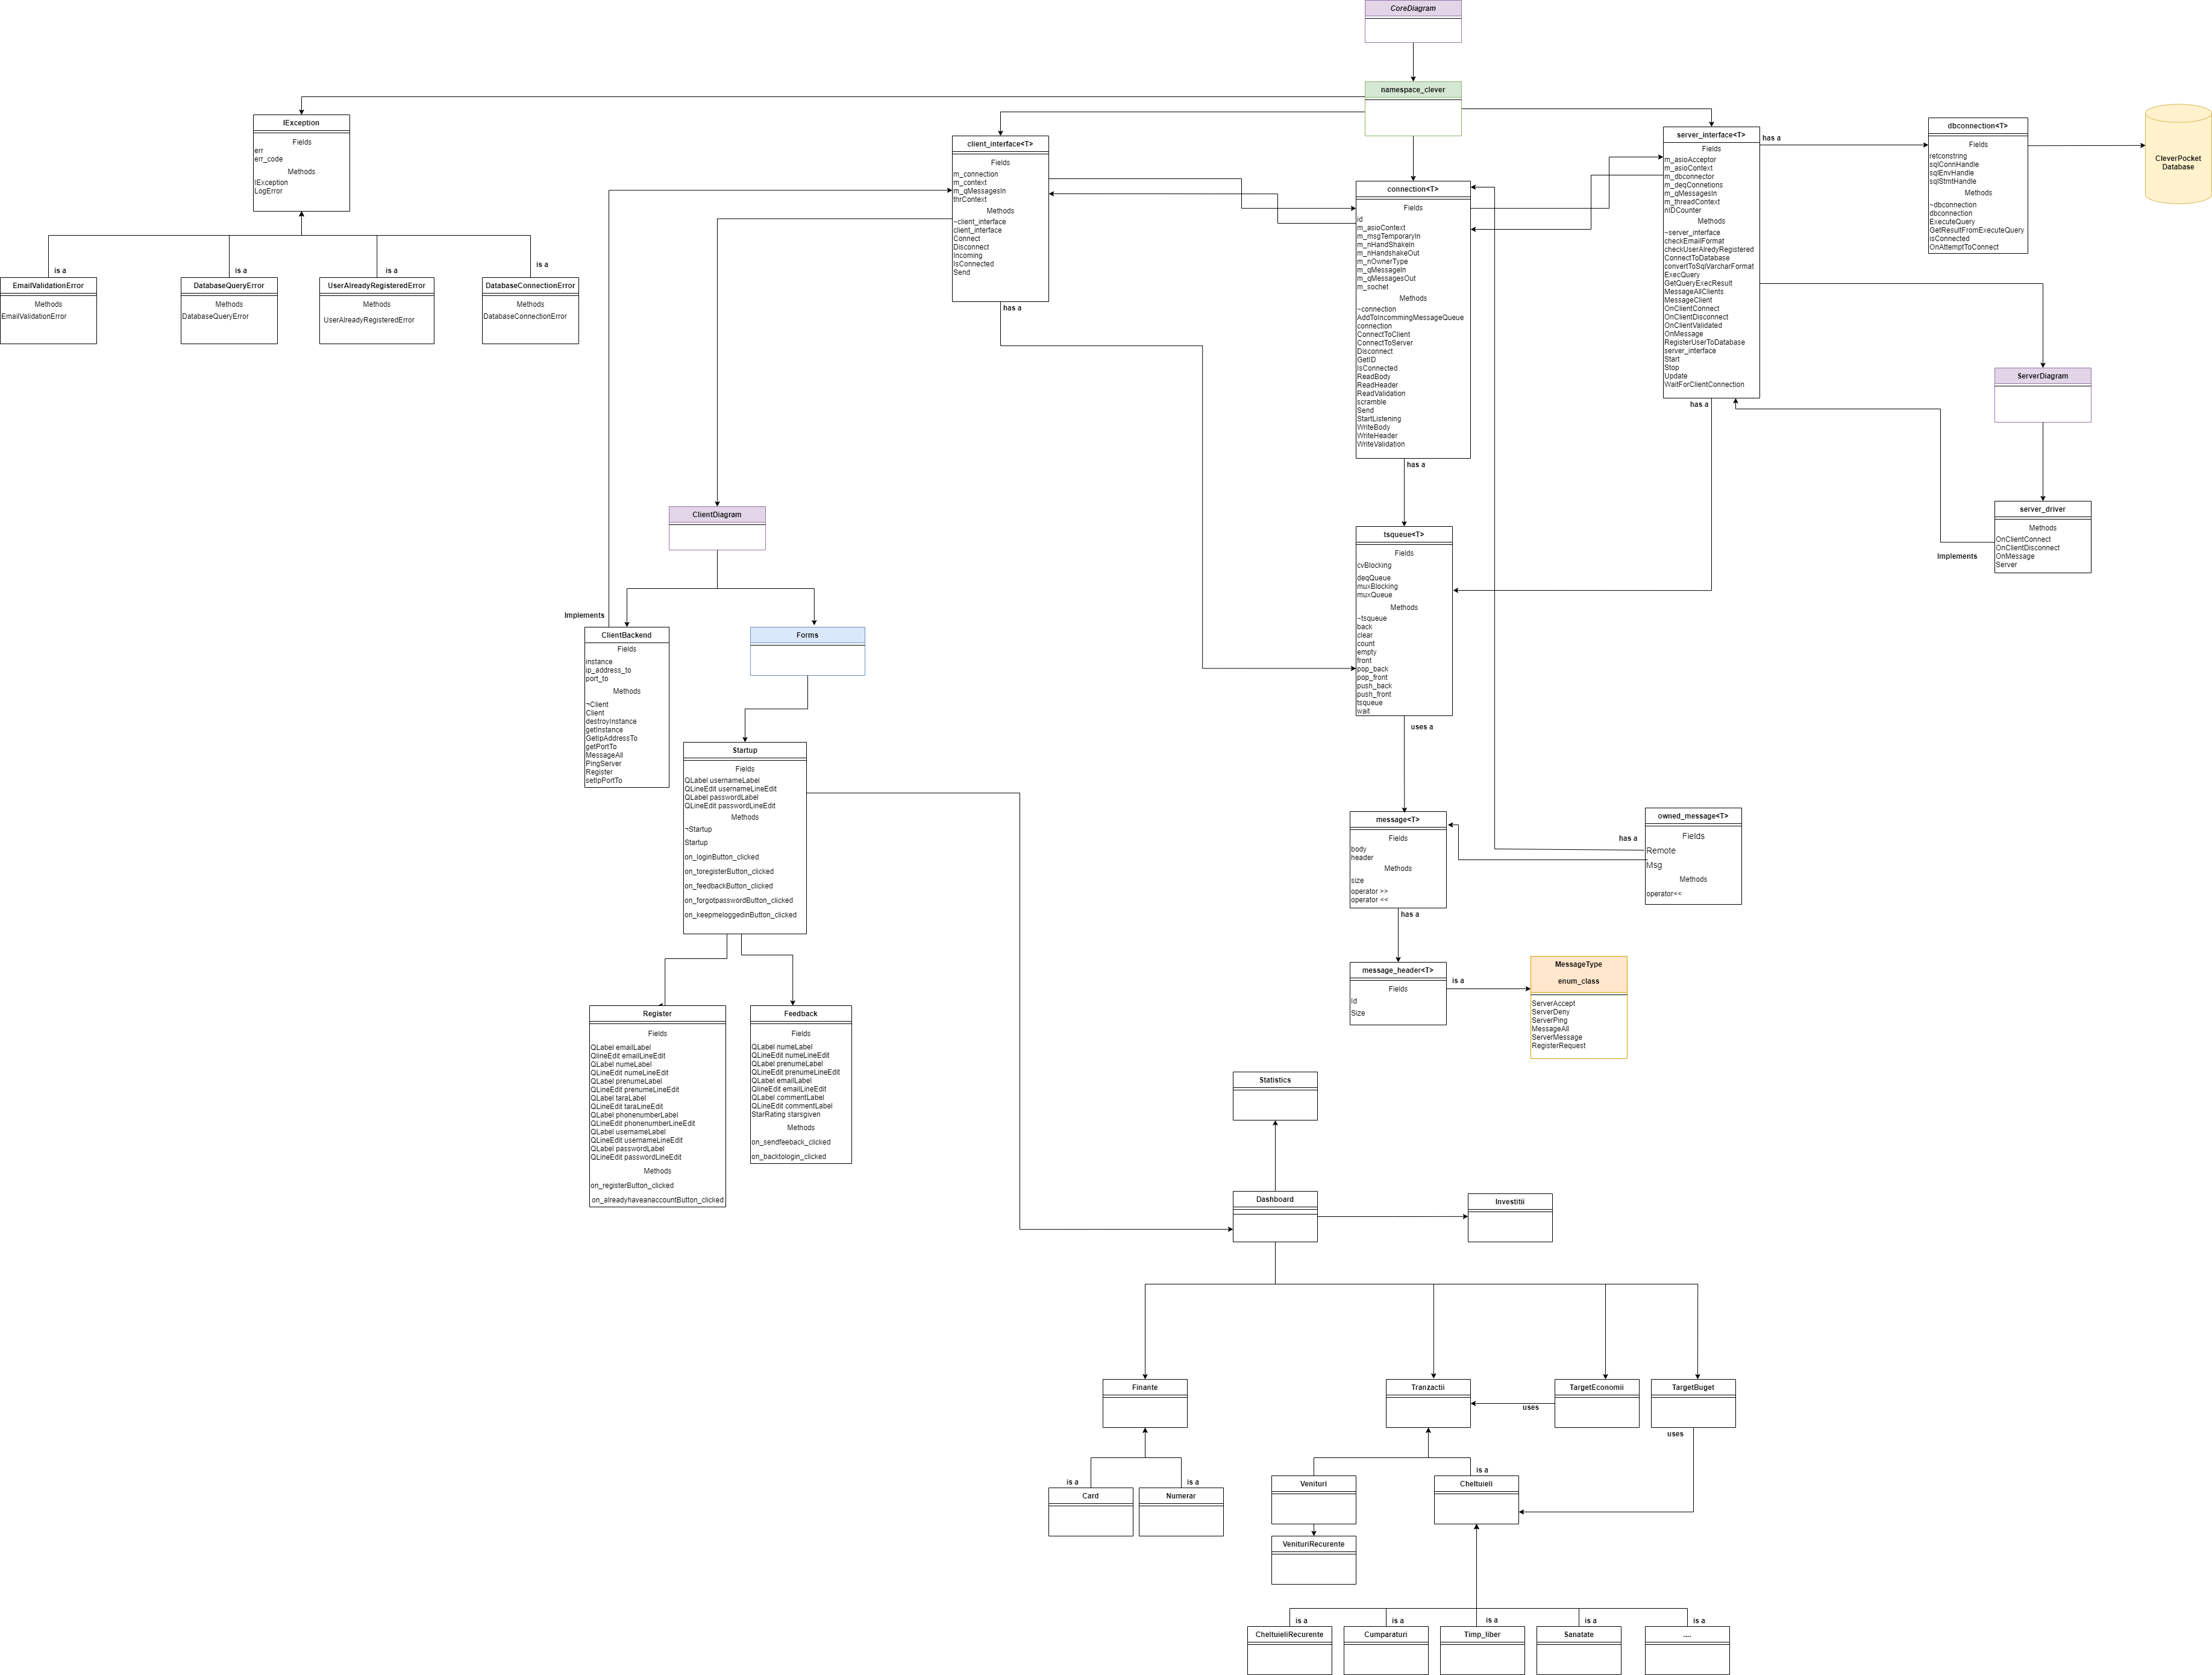 CoreDiagram
namespace_clever
IException
Fields
err
err_code
Methods
IException
LogError
is a
is a
is a
is a
EmailValidationError
Methods
EmailValidationError
DatabaseQueryError
Methods
DatabaseQueryError
UserAlreadyRegisteredError
Methods
UserAlreadyRegisteredError
DatabaseConnectionError
Methods
DatabaseConnectionError
client_interface<T>
Fields
m_connection
m_context
m_qMessagesIn
thrContext
Methods
~client_interface
client_interface
Connect
Disconnect
Incoming
IsConnected
Send
has a
connection<T>
Fields
id
m_asioContext
m_msgTemporaryIn
m_nHandShakeIn
m_nHandshakeOut
m_nOwnerType
m_qMessageIn
m_qMessagesOut
m_sochet
Methods
~connection
AddToIncommingMessageQueue
connection
ConnectToClient
ConnectToServer
Disconnect
GetID
IsConnected
ReadBody
ReadHeader
ReadValidation
scramble
Send
StartListening
WriteBody
WriteHeader
WriteValidation
has a
server_interface<T>
Fields
m_asioAcceptor
m_asioContext
m_dbconnector
m_deqConnetions
m_qMessagesIn
m_threadContext
nIDCounter
Methods
~server_interface
checkEmailFormat
checkUserAlredyRegistered
ConnectToDatabase
convertToSqlVarcharFormat
ExecQuery
GetQueryExecResult
MessageAllClients
MessageClient
OnClientConnect
OnClientDisconnect
OnClientValidated
OnMessage
RegisterUserToDatabase
server_interface
Start
Stop
Update
WaitForClientConnection
has a
has a
dbconnection<T>
Fields
retconstring
sqlConnHandle
sqlEnvHandle
sqlStmtHandle
Methods
~dbconnection
dbconnection
ExecuteQuery
GetResultFromExecuteQuery
isConnected
OnAttemptToConnect
CleverPocket
Database
ServerDiagram
server_driver
Methods
OnClientConnect
OnClientDisconnect
OnMessage
Server
Implements
ClientDiagram
Implements
ClientBackend
Fields
instance
ip_address_to
port_to
Methods
¬Client
Client
destroyInstance
getInstance
GetIpAddressTo
getPortTo
MessageAll
PingServer
Register
setIpPortTo
Forms
tsqueue<T>
Fields
cvBlocking
deqQueue
muxBlocking
muxQueue
Methods
~tsqueue
back
clear
count
empty
front
pop_back
pop_front
push_back
push_front
tsqueue
wait
uses a
Startup
Fields
QLabel usernameLabel
QLineEdit usernameLineEdit
QLabel passwordLabel
QLineEdit passwordLineEdit
Methods
¬Startup
Startup
on_loginButton_clicked
on_toregisterButton_clicked
on_feedbackButton_clicked
on_forgotpasswordButton_clicked
on_keepmeloggedinButton_clicked
message<T>
Fields
body
header
Methods
size
operator >>
operator <<
has a
has a
owned_message<T>
Fields
Remote
Msg
Methods
operator<<
message_header<T>
Fields
Id
Size
is a
MessageType
enum_class
ServerAccept
ServerDeny
ServerPing
MessageAll
ServerMessage
RegisterRequest
Register
Fields
QLabel emailLabel
QlineEdit emailLineEdit
QLabel numeLabel
QLineEdit numeLineEdit
QLabel prenumeLabel
QLineEdit prenumeLineEdit
QLabel taraLabel
QLineEdit taraLineEdit
QLabel phonenumberLabel
QLineEdit phonenumberLineEdit
QLabel usernameLabel
QLineEdit usernameLineEdit
QLabel passwordLabel
QLineEdit passwordLineEdit
Methods
on_registerButton_clicked
on_alreadyhaveanaccountButton_clicked
Feedback
Fields
QLabel numeLabel
QLineEdit numeLineEdit
QLabel prenumeLabel
QLineEdit prenumeLineEdit
QLabel emailLabel
QlineEdit emailLineEdit
QLabel commentLabel
QLineEdit commentLabel
StarRating starsgiven
Methods
on_sendfeeback_clicked
on_backtologin_clicked
Statistics
Dashboard
Investitii
Finante
Tranzactii
TargetEconomii
TargetBuget
uses
uses
is a
is a
Card
Numerar
is a
Venituri
Cheltuieli
VenituriRecurente
is a
is a
is a
is a
is a
CheltuieliRecurente
Cumparaturi
Timp_liber
Sanatate
....